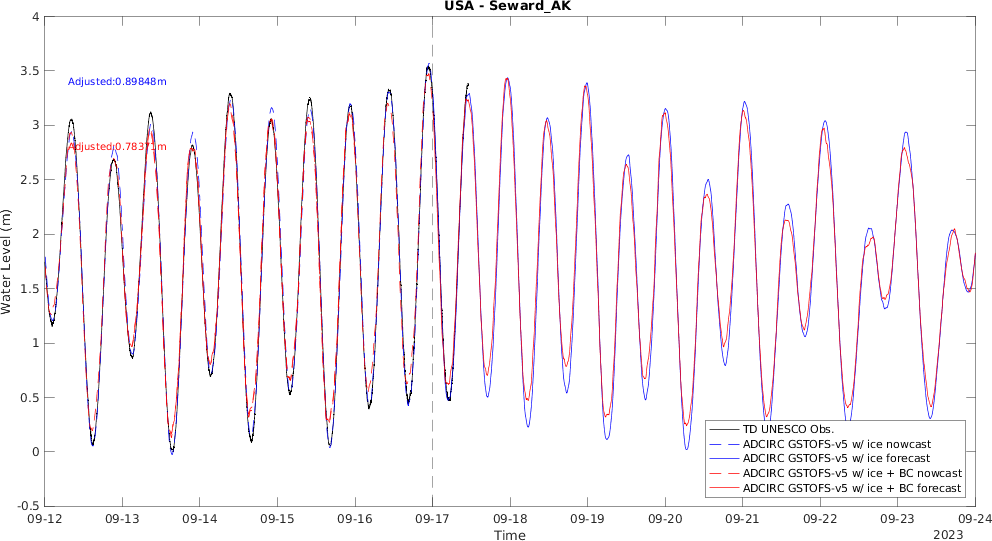 USA - Seward_AK
4
3.5
3
2.5
2
1.5
1
0.5
0
-0.5
Water Level (m)
Adjusted:0.89848m
Adjusted:0.78371m
TD UNESCO Obs.
ADCIRC GSTOFS-v5 w/ ice nowcast
ADCIRC GSTOFS-v5 w/ ice forecast
ADCIRC GSTOFS-v5 w/ ice + BC nowcast
ADCIRC GSTOFS-v5 w/ ice + BC forecast
09-12 09-13 09-14 09-15 09-16 09-17 09-18 09-19 09-20 09-21 09-22 09-23 09-24
Time
2023